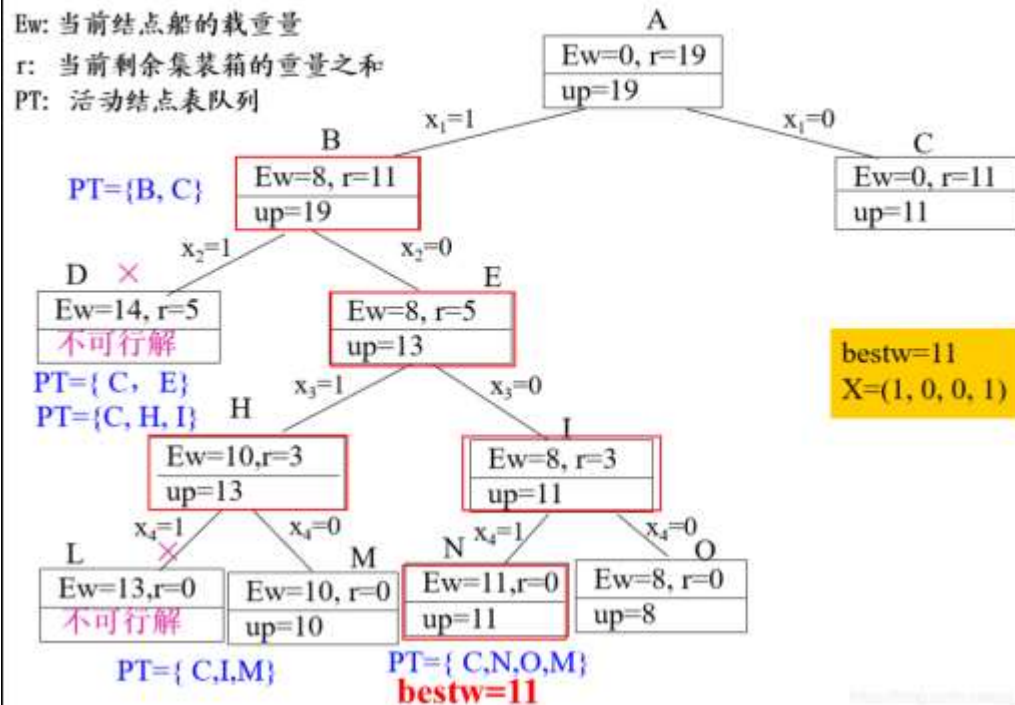 Ew: 当前结点船的载重量
r: 当前剩余集装箱的重量之和
PT: 活动结点表队列
A
Ew=0, r=19
up=19
x₁=1
x₁=0
B
Ew=8, r=11
up=19
PT={B, C}
C
Ew=0, r=11
up=11
x₂=1
x₂=0
D ×
Ew=14, r=5
不可行解
E
Ew=8, r=5
up=13
bestw=11
X=(1, 0, 0, 1)
PT={ C, E}
PT={C, H, I}
x₃=1
x₃=0
H
Ew=10,r=3
up=13
I
Ew=8, r=3
up=11
x₄=1
×
x₄=0
x₄=1
x₄=0
L
Ew=13,r=0
不可行解
M
Ew=10, r=0
up=10
N
Ew=11,r=0
up=11
O
Ew=8, r=0
up=8
PT={ C,I,M}
PT={ C,N,O,M}
bestw=11